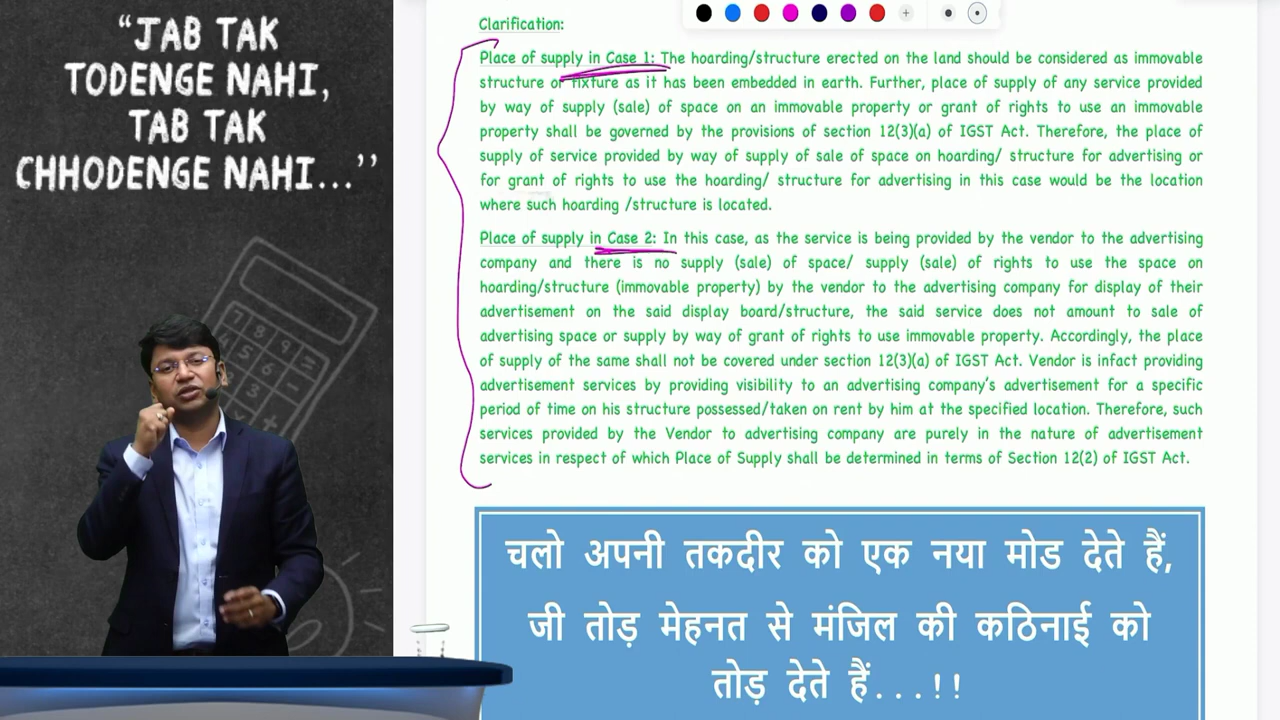 “JAB TAK
TODENGE NAHI,
TAB TAK
CHHODENGE NAHI...’’
Clarification:
Place of supply in Case 1: The hoarding/structure erected on the land should be considered as immovable
structure or fixture as it has been embedded in earth. Further, place of supply of any service provided
by way of supply (sale) of space on an immovable property or grant of rights to use an immovable
property shall be governed by the provisions of section 12(3)(a) of IGST Act. Therefore, the place of
supply of service provided by way of supply of sale of space on hoarding/ structure for advertising or
for grant of rights to use the hoarding/ structure for advertising in this case would be the location
where such hoarding /structure is located.
Place of supply in Case 2: In this case, as the service is being provided by the vendor to the advertising
company and there is no supply (sale) of space/ supply (sale) of rights to use the space on
hoarding/structure (immovable property) by the vendor to the advertising company for display of their
advertisement on the said display board/structure, the said service does not amount to sale of
advertising space or supply by way of grant of rights to use immovable property. Accordingly, the place
of supply of the same shall not be covered under section 12(3)(a) of IGST Act. Vendor is infact providing
advertisement services by providing visibility to an advertising company’s advertisement for a specific
period of time on his structure possessed/taken on rent by him at the specified location. Therefore, such
services provided by the Vendor to advertising company are purely in the nature of advertisement
services in respect of which Place of Supply shall be determined in terms of Section 12(2) of IGST Act.
चलो अपनी तकदीर को एक नया मोड देते हैं,
जी तोड़ मेहनत से मंजिल की कठिनाई को
तोड़ देते हैं...!!